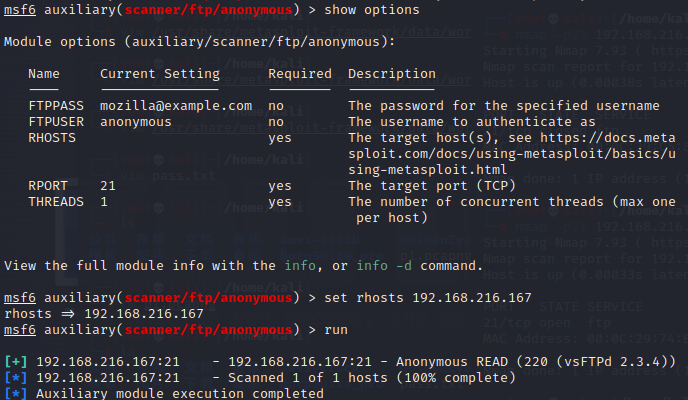 msf6 auxiliary(scanner/ftp/anonymous) > show options
Module options (auxiliary/scanner/ftp/anonymous):
Name Current Setting Required Description
FTPPASS mozilla@example.com no The password for the specified username
FTPUSER anonymous no The username to authenticate as
RHOSTS yes The target host(s), see https://docs.meta
sploit.com/docs/using-metasploit/basics/u
sing-metasploit.html
RPORT 21 yes The target port (TCP)
THREADS 1 yes The number of concurrent threads (max one
per host)
View the full module info with the info, or info -d command.
msf6 auxiliary(scanner/ftp/anonymous) > set rhosts 192.168.216.167
rhosts => 192.168.216.167
msf6 auxiliary(scanner/ftp/anonymous) > run
[+] 192.168.216.167:21 - 192.168.216.167:21 - Anonymous READ (220 (vsFTPd 2.3.4))
[*] 192.168.216.167:21 - Scanned 1 of 1 hosts (100% complete)
[*] Auxiliary module execution completed